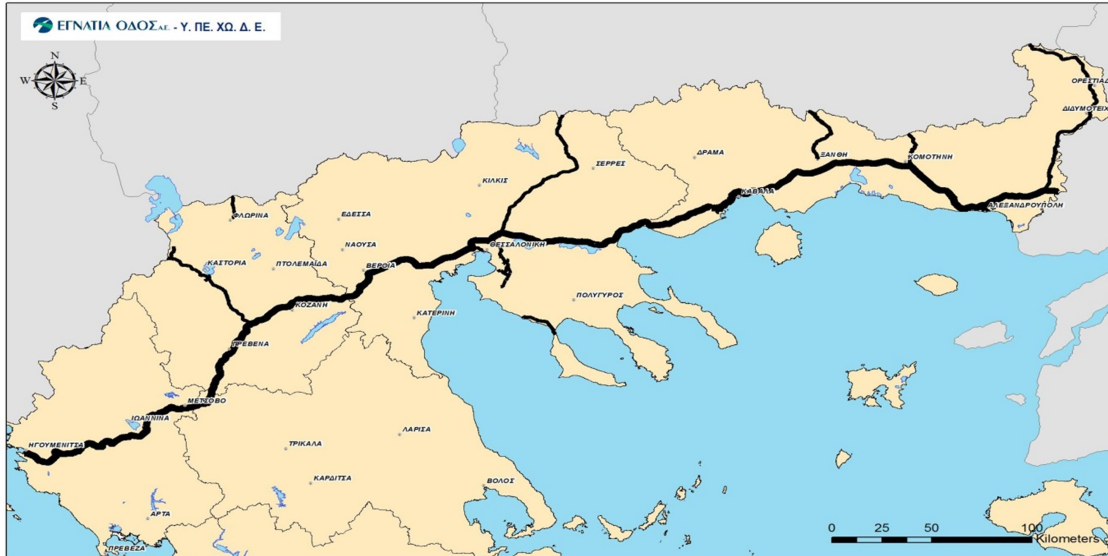 ΕΓΝΑΤΙΑ ΟΔΟΣ Α.Ε. - Υ. ΠΕ. ΧΩ. Δ. Ε.
N
W E
S
ΟΡΕΣΤΙΑΔ
ΔΙΔΥΜΟΤΕΙΧ
ΞΑΝΘΗ
ΚΟΜΟΤΗΝΗ
ΔΡΑΜΑ
ΣΕΡΡΕΣ
ΚΙΛΚΙΣ
ΚΑΒΑΛΑ
ΑΛΕΞΑΝΔΡΟΥΠΟΛΗ
ΦΛΩΡΙΝΑ
ΕΔΕΣΣΑ
ΝΑΟΥΣΑ
ΘΕΣΣΑΛΟΝΙΚΗ
ΚΑΣΤΟΡΙΑ
ΠΤΟΛΕΜΑΪΔΑ
ΒΕΡΟΙΑ
ΠΟΛΥΓΥΡΟΣ
ΚΟΖΑΝΗ
ΚΑΤΕΡΙΝΗ
ΓΡΕΒΕΝΑ
ΜΕΤΣΟΒΟ
ΙΩΑΝΝΙΝΑ
ΗΓΟΥΜΕΝΙΤΣΑ
ΤΡΙΚΑΛΑ
ΛΑΡΙΣΑ
ΚΑΡΔΙΤΣΑ
ΒΟΛΟΣ
ΑΡΤΑ
ΠΡΕΒΕΖΑ
0 25 50 100
Kilometers